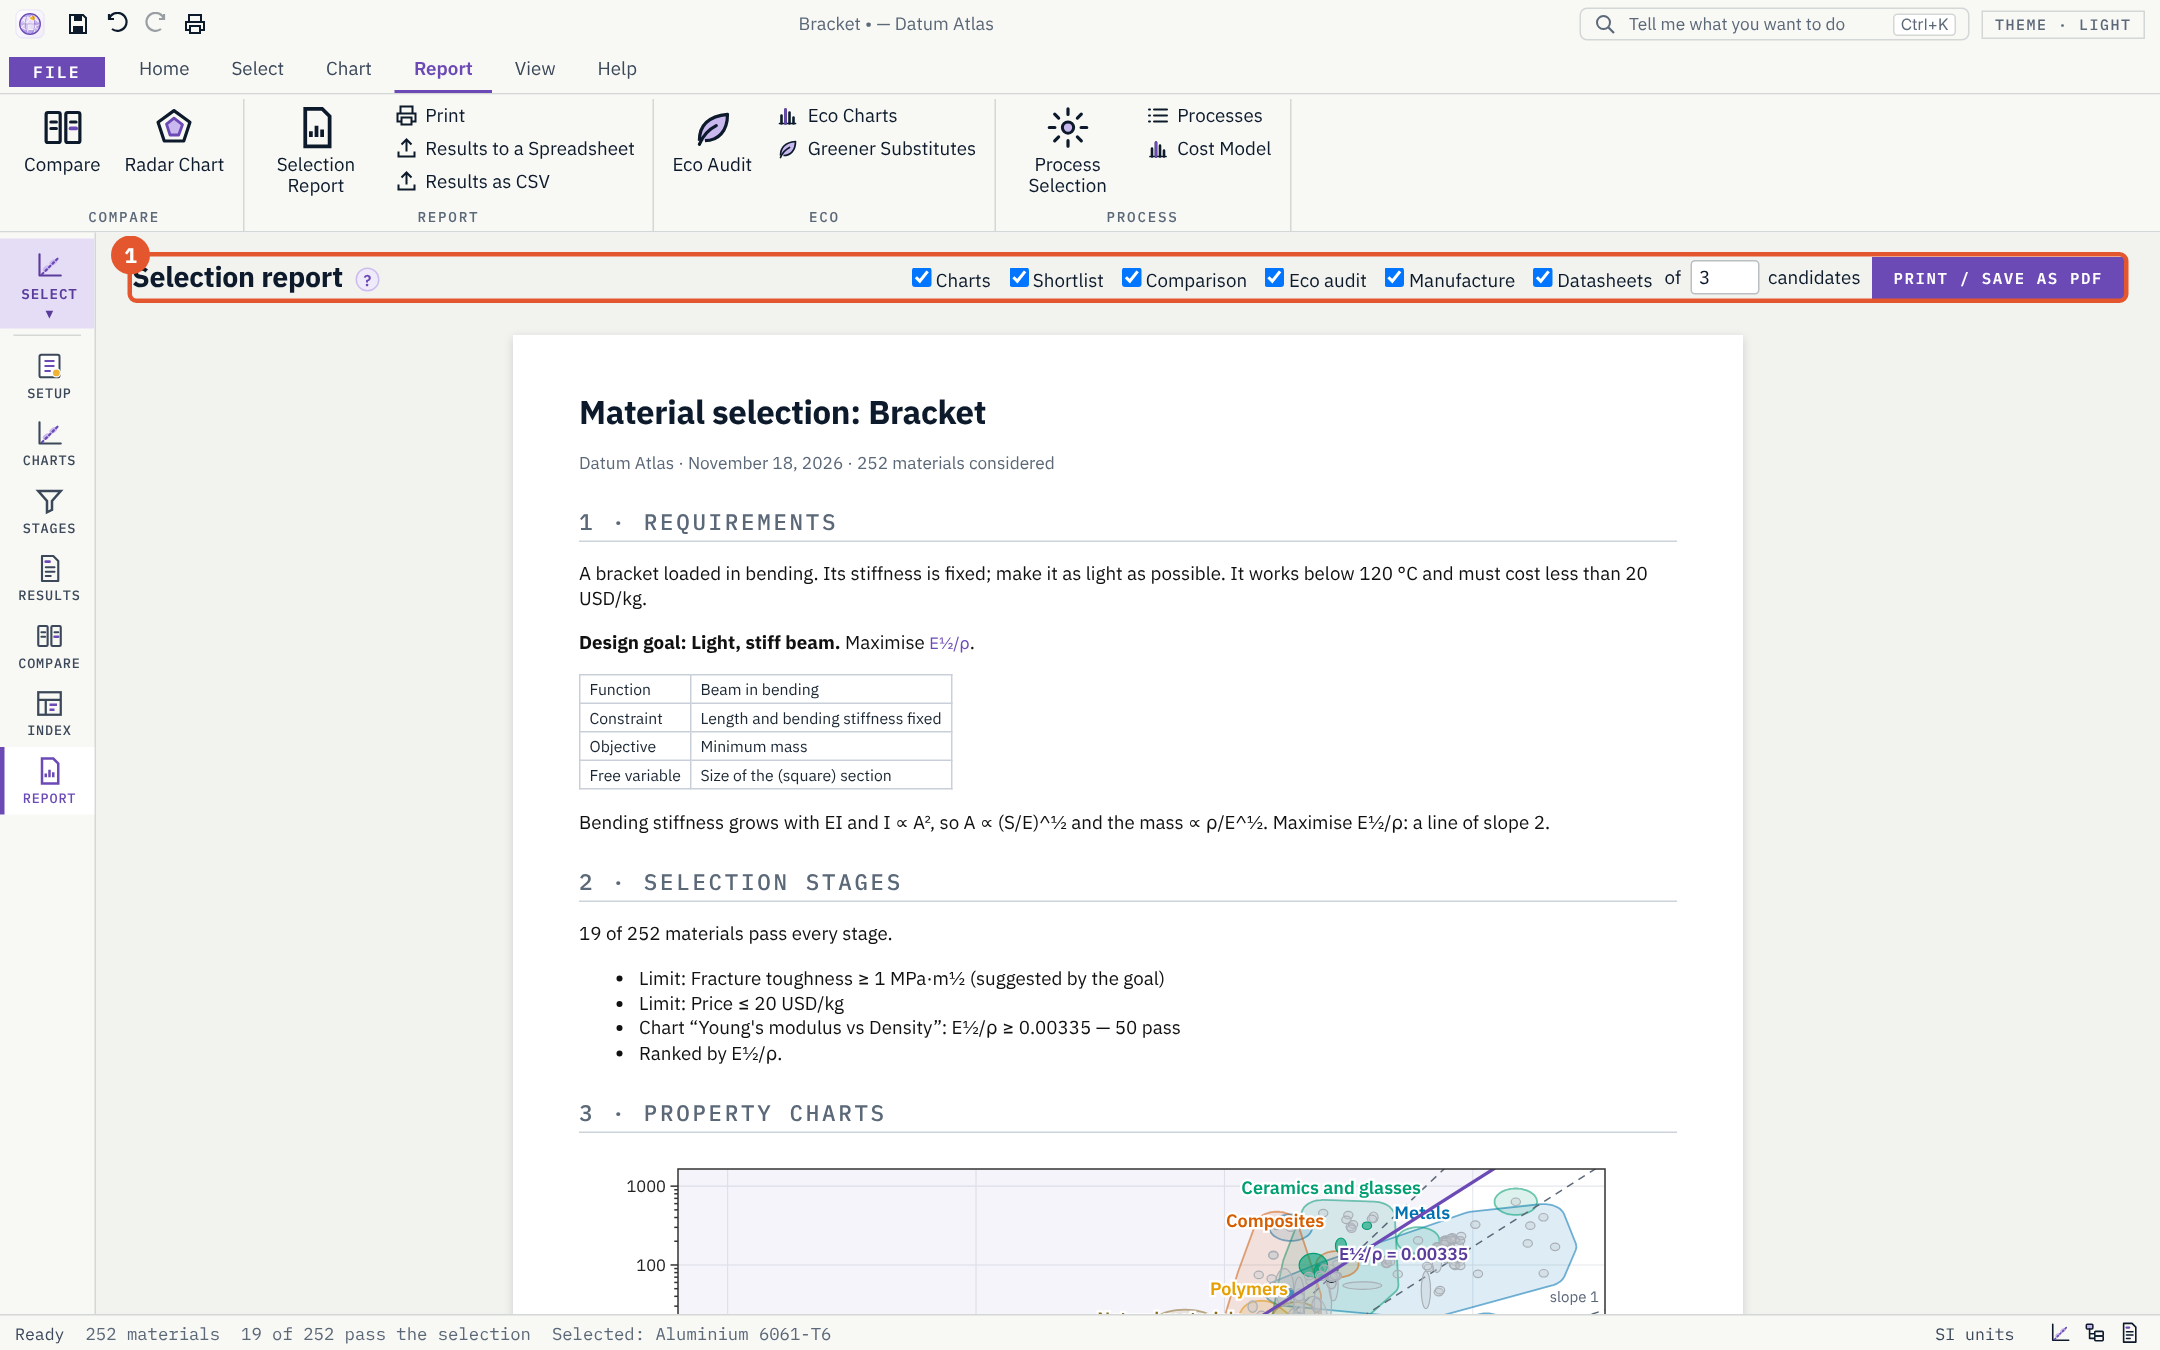 Bracket • — Datum Atlas
Tell me what you want to do
Ctrl+K
THEME · LIGHT
FILE
Home
Select
Chart
Report
View
Help
Compare
Radar Chart
COMPARE
Selection
Report
Print
Results to a Spreadsheet
Results as CSV
REPORT
Eco Audit
Eco Charts
Greener Substitutes
ECO
Process
Selection
Processes
Cost Model
PROCESS
SELECT
▼
SETUP
CHARTS
STAGES
RESULTS
COMPARE
INDEX
REPORT
1
Selection report ?
Charts
Shortlist
Comparison
Eco audit
Manufacture
Datasheets of 3 candidates
PRINT / SAVE AS PDF
Material selection: Bracket
Datum Atlas · November 18, 2026 · 252 materials considered
1 · REQUIREMENTS
A bracket loaded in bending. Its stiffness is fixed; make it as light as possible. It works below 120 °C and must cost less than 20
USD/kg.
Design goal: Light, stiff beam. Maximise E½/ρ.
Function Beam in bending
Constraint Length and bending stiffness fixed
Objective Minimum mass
Free variable Size of the (square) section
Bending stiffness grows with EI and I ∝ A², so A ∝ (S/E)^½ and the mass ∝ ρ/E^½. Maximise E½/ρ: a line of slope 2.
2 · SELECTION STAGES
19 of 252 materials pass every stage.
• Limit: Fracture toughness ≥ 1 MPa·m½ (suggested by the goal)
• Limit: Price ≤ 20 USD/kg
• Chart “Young's modulus vs Density”: E½/ρ ≥ 0.00335 — 50 pass
• Ranked by E½/ρ.
3 · PROPERTY CHARTS
1000
100
Ceramics and glasses
Composites
Metals
E½/ρ = 0.00335
Polymers
slope 1
Ready
252 materials
19 of 252 pass the selection
Selected: Aluminium 6061-T6
SI units